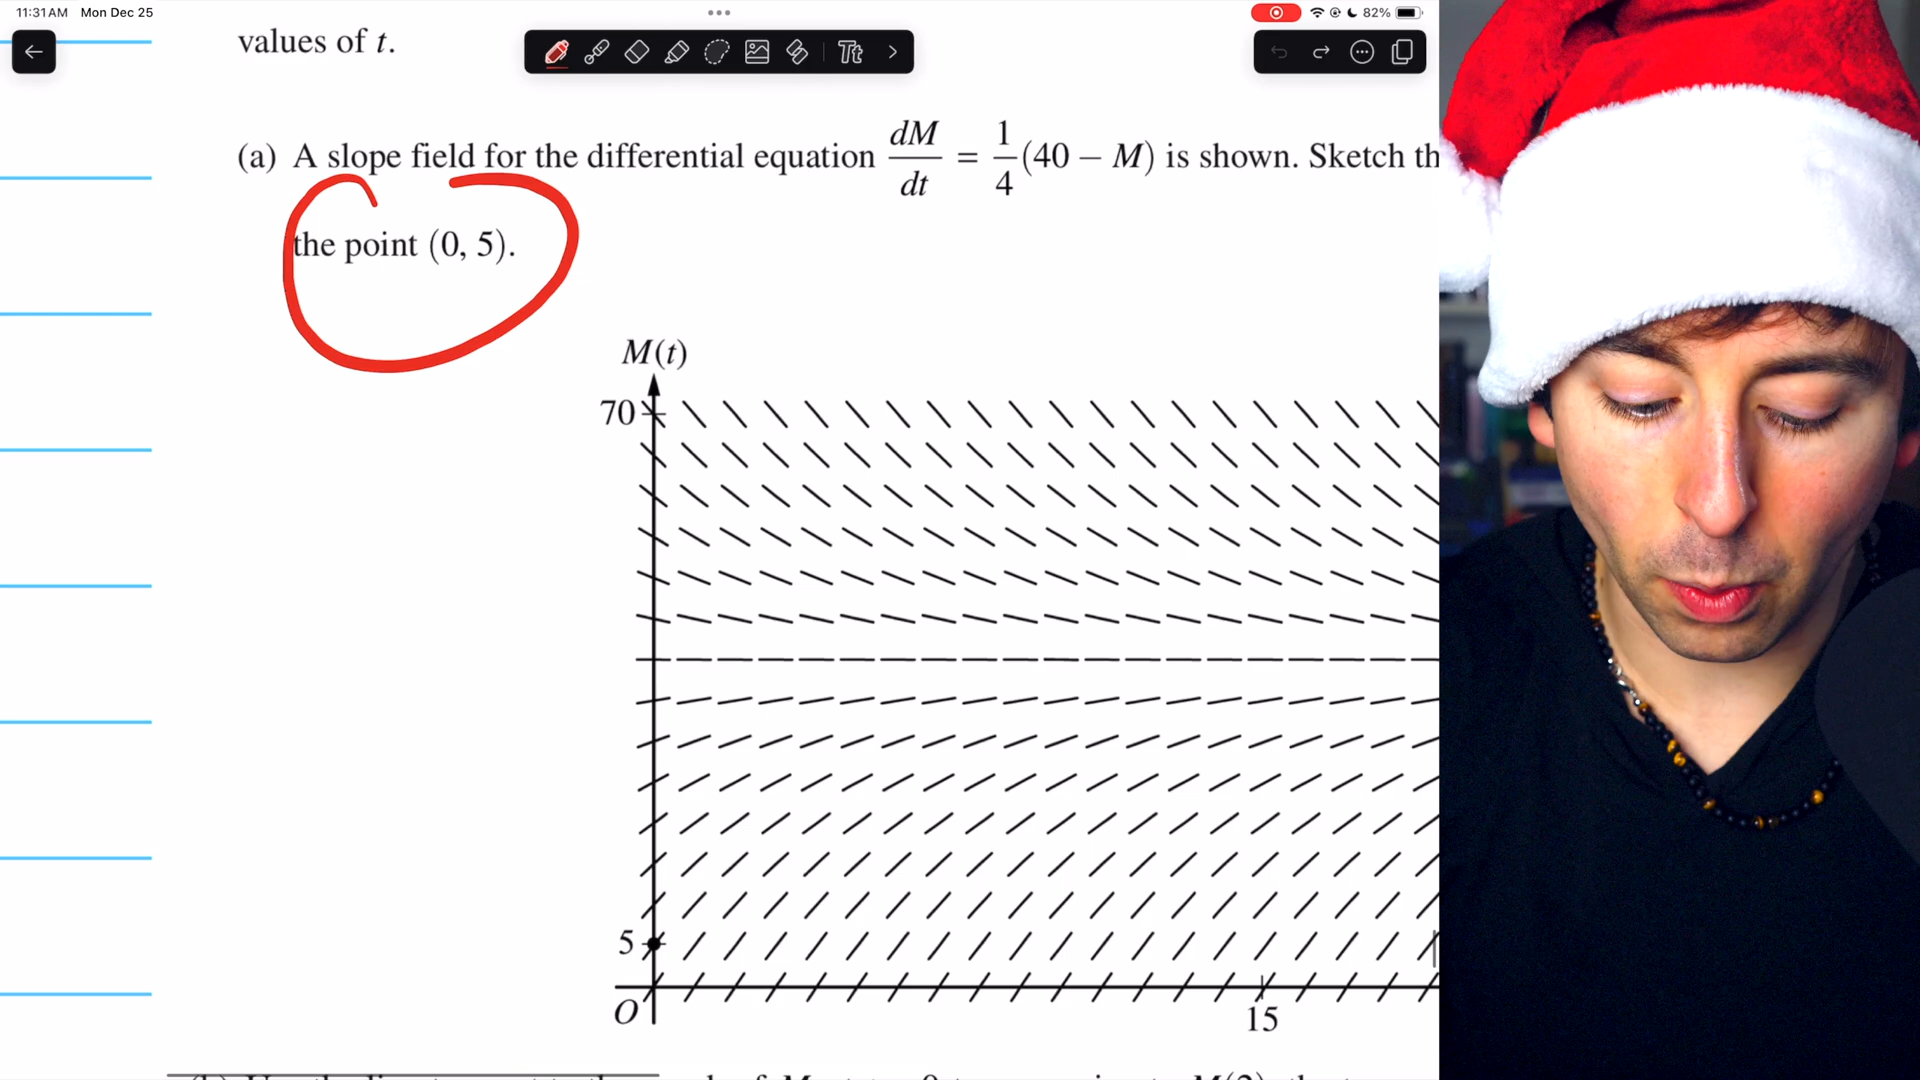 11:31 AM Mon Dec 25
82%
Tt
values of t.
(a) A slope field for the differential equation dM/dt = 1/4(40 − M) is shown. Sketch th
the point (0, 5).
M(t)
70
5
O
15